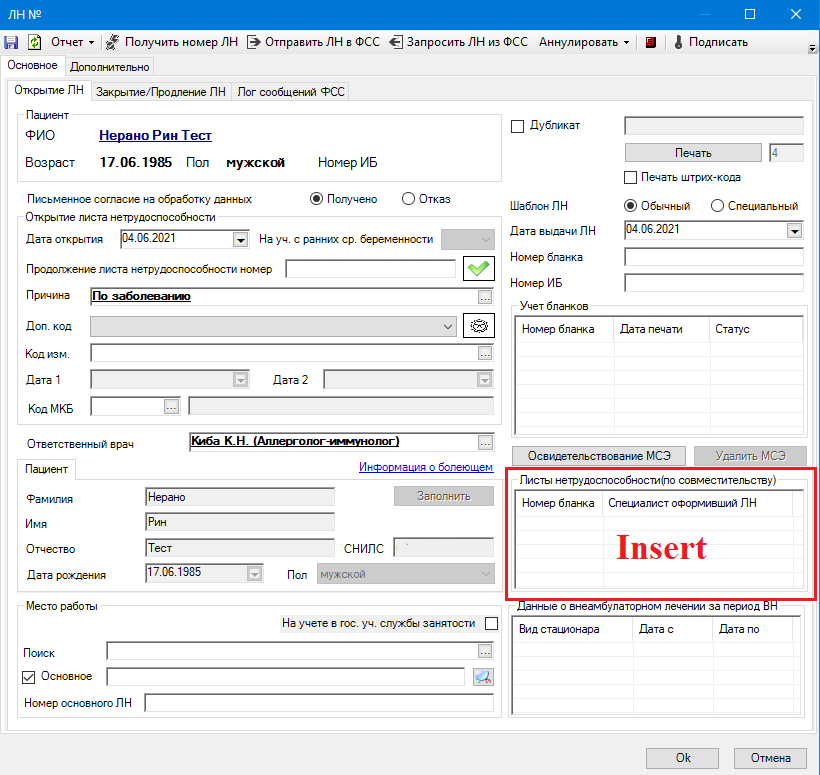 ЛН №
Отчет Получить номер ЛН Отправить ЛН в ФСС Запросить ЛН из ФСС Аннулировать Подписать
Основное Дополнительно
Открытие ЛН Закрытие/Продление ЛН Лог сообщений ФСС
Пациент
ФИО Нерано Рин Тест
Возраст 17.06.1985 Пол мужской Номер ИБ
Письменное согласие на обработку данных Получено Отказ
Открытие листа нетрудоспособности
Дата открытия 04.06.2021 На уч. с ранних ср. беременности
Продолжение листа нетрудоспособности номер
Причина По заболеванию ...
Доп. код
Код изм. ...
Дата 1 Дата 2
Код МКБ ...
Ответственный врач Киба К.Н. (Аллерголог-иммунолог) ...
Пациент Информация о болеющем
Фамилия Нерано Заполнить
Имя Рин
Отчество Тест СНИЛС
Дата рождения 17.06.1985 Пол мужской
Место работы
На учете в гос. уч. службы занятости
Поиск ...
Основное
Номер основного ЛН
Дубликат
Печать 4
Печать штрих-кода
Шаблон ЛН Обычный Специальный
Дата выдачи ЛН 04.06.2021
Номер бланка
Номер ИБ
Учет бланков
Номер бланка Дата печати Статус
Освидетельствование МСЭ Удалить МСЭ
Листы нетрудоспособности(по совместительству)
Номер бланка Специалист оформивший ЛН
Insert
Данные о внеамбулаторном лечении за период ВН
Вид стационара Дата с Дата по
Ok Отмена